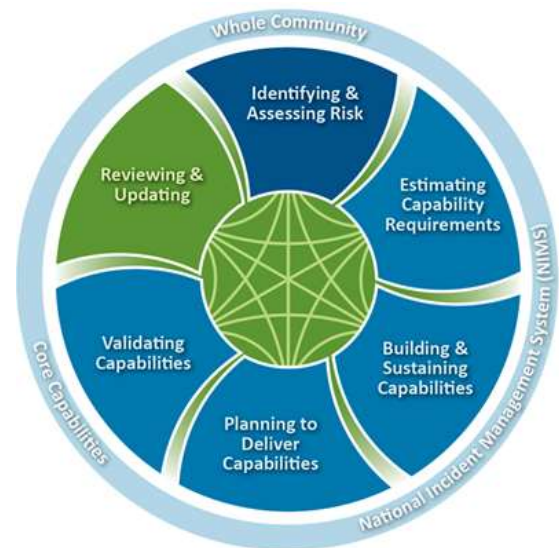 Whole Community
Identifying &
Assessing Risk
Estimating
Capability
Requirements
Building &
Sustaining
Capabilities
Planning to
Deliver
Capabilities
Validating
Capabilities
Reviewing &
Updating
National Incident Management System (NIMS)
Core Capabilities